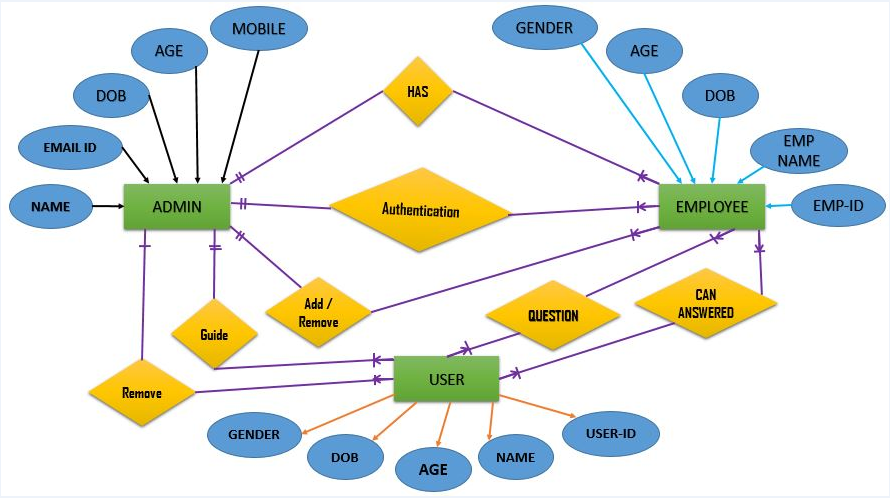 MOBILE
GENDER
AGE
AGE
DOB
DOB
HAS
EMAIL ID
EMP
NAME
NAME
ADMIN
Authentication
EMPLOYEE
EMP-ID
Add /
Remove
QUESTION
CAN
ANSWERED
Guide
Remove
USER
GENDER
DOB
AGE
NAME
USER-ID